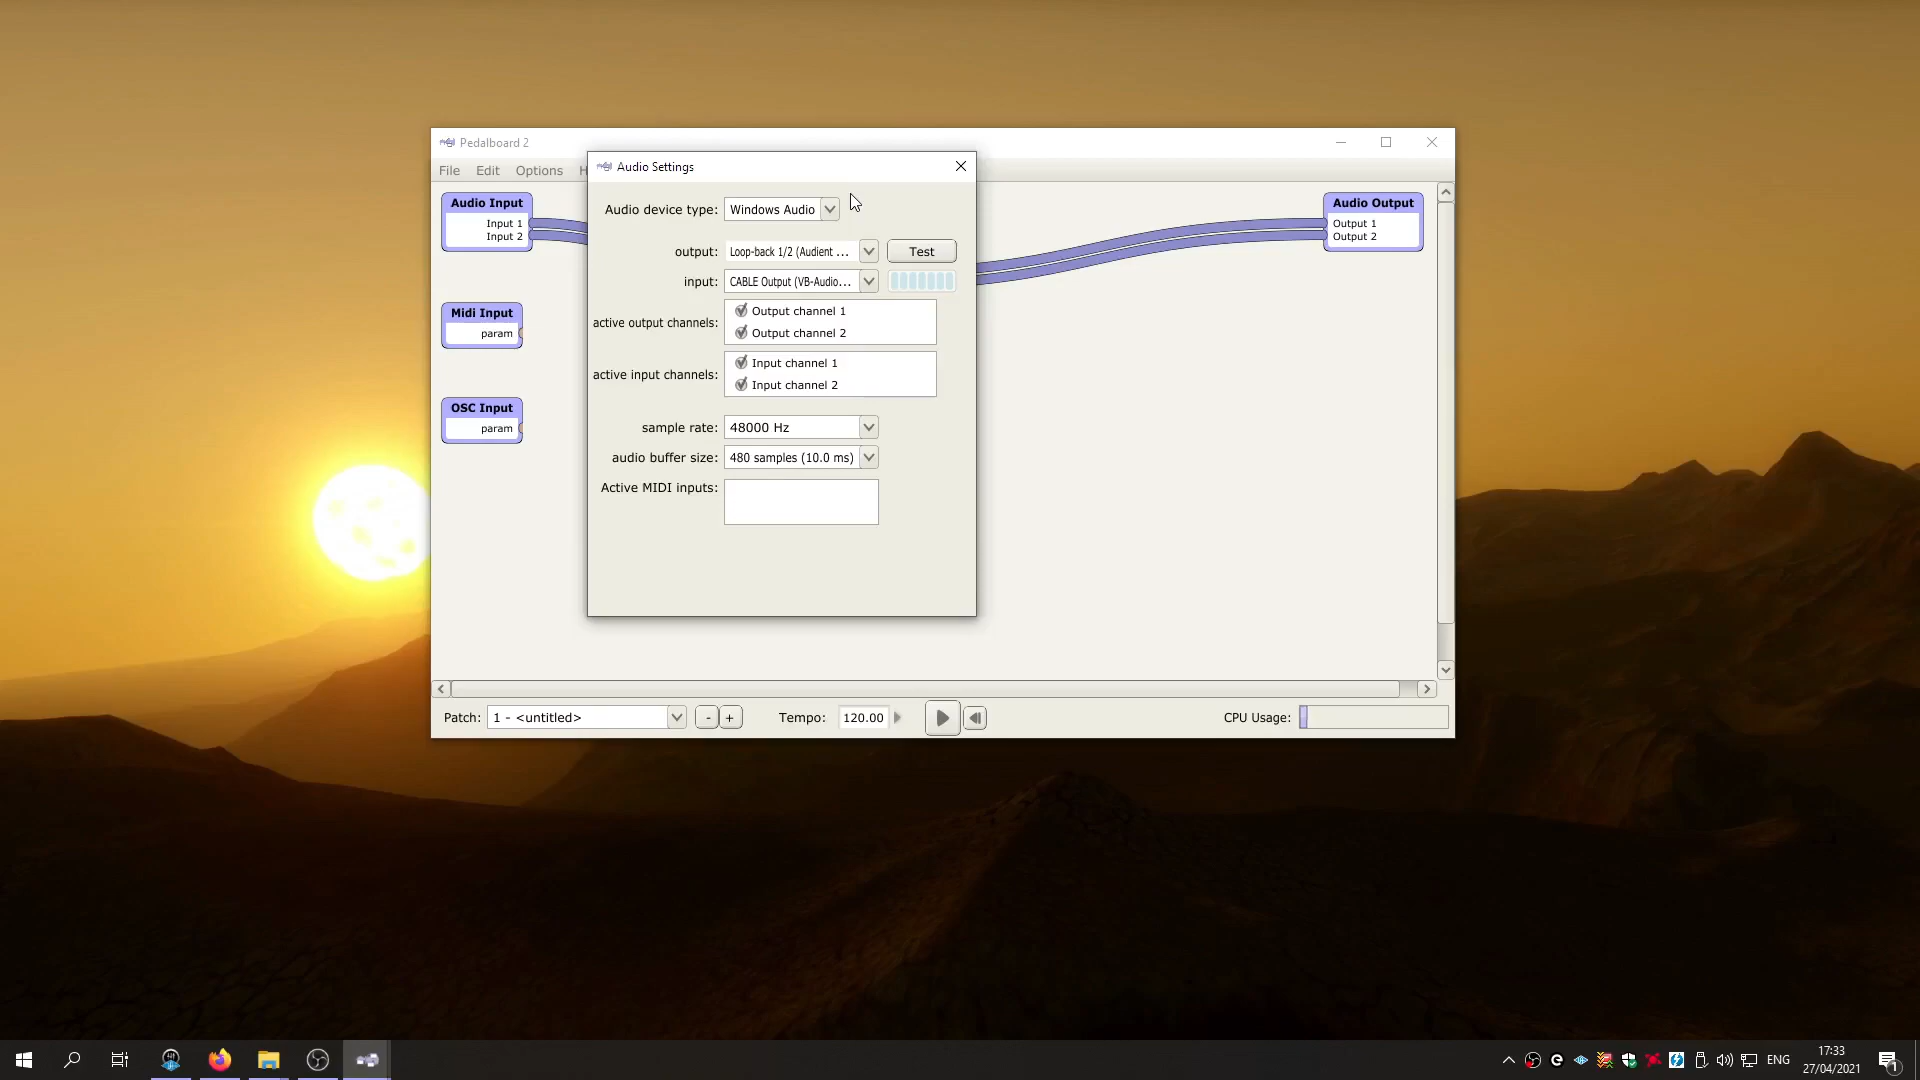 Pedalboard 2
File Edit Options H
Audio Settings
Audio device type: Windows Audio
output: Loop-back 1/2 (Audient ... Test
input: CABLE Output (VB-Audio...
active output channels:
Output channel 1
Output channel 2
active input channels:
Input channel 1
Input channel 2
sample rate: 48000 Hz
audio buffer size: 480 samples (10.0 ms)
Active MIDI inputs:
Audio Input
Input 1
Input 2
Midi Input
param
OSC Input
param
Audio Output
Output 1
Output 2
Patch: 1 - <untitled> - + Tempo: 120.00 CPU Usage:
ENG
17:33
27/04/2021
1